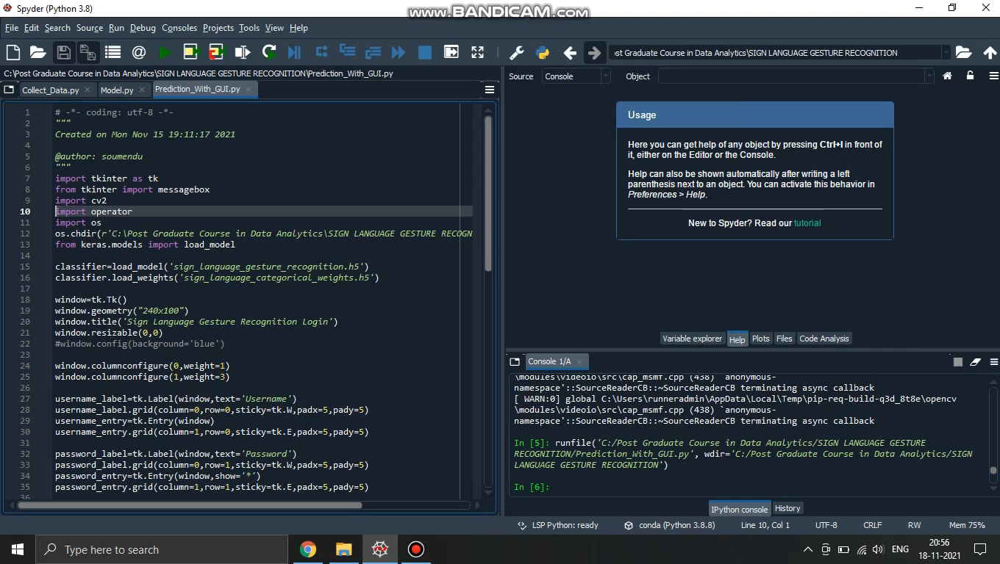 Spyder (Python 3.8)
www.BANDICAM.com
File Edit Search Source Run Debug Consoles Projects Tools View Help
ost Graduate Course in Data Analytics\SIGN LANGUAGE GESTURE RECOGNITION
C:\Post Graduate Course in Data Analytics\SIGN LANGUAGE GESTURE RECOGNITION\Prediction_With_GUI.py
Collect_Data.py Model.py Prediction_With_GUI.py
1 # -*- coding: utf-8 -*-
2 """
3 Created on Mon Nov 15 19:11:17 2021
4
5 @author: soumendu
6 """
7 import tkinter as tk
8 from tkinter import messagebox
9 import cv2
10 import operator
11 import os
12 os.chdir(r'C:\Post Graduate Course in Data Analytics\SIGN LANGUAGE GESTURE RECOGN
13 from keras.models import load_model
14
15 classifier=load_model('sign_language_gesture_recognition.h5')
16 classifier.load_weights('sign_language_categorical_weights.h5')
17
18 window=tk.Tk()
19 window.geometry("240x100")
20 window.title('Sign Language Gesture Recognition Login')
21 window.resizable(0,0)
22 #window.config(background='blue')
23
24 window.columnconfigure(0,weight=1)
25 window.columnconfigure(1,weight=3)
26
27 username_label=tk.Label(window,text='Username')
28 username_label.grid(column=0,row=0,sticky=tk.W,padx=5,pady=5)
29 username_entry=tk.Entry(window)
30 username_entry.grid(column=1,row=0,sticky=tk.E,padx=5,pady=5)
31
32 password_label=tk.Label(window,text='Password')
33 password_label.grid(column=0,row=1,sticky=tk.W,padx=5,pady=5)
34 password_entry=tk.Entry(window,show='*')
35 password_entry.grid(column=1,row=1,sticky=tk.E,padx=5,pady=5)
36
Source Console Object
Usage
Here you can get help of any object by pressing Ctrl+I in front of
it, either on the Editor or the Console.
Help can also be shown automatically after writing a left
parenthesis next to an object. You can activate this behavior in
Preferences > Help.
New to Spyder? Read our tutorial
Variable explorer Help Plots Files Code Analysis
Console 1/A
\modules\videoio\src\cap_msmf.cpp (438) `anonymous-
namespace'::SourceReaderCB::~SourceReaderCB terminating async callback
[ WARN:0] global C:\Users\runneradmin\AppData\Local\Temp\pip-req-build-q3d_8t8e\opencv
\modules\videoio\src\cap_msmf.cpp (438) `anonymous-
namespace'::SourceReaderCB::~SourceReaderCB terminating async callback
In [5]: runfile('C:/Post Graduate Course in Data Analytics/SIGN LANGUAGE GESTURE
RECOGNITION/Prediction_With_GUI.py', wdir='C:/Post Graduate Course in Data Analytics/SIGN
LANGUAGE GESTURE RECOGNITION')
In [6]:
IPython console History
LSP Python: ready conda (Python 3.8.8) Line 10, Col 1 UTF-8 CRLF RW Mem 75%
Type here to search
ENG
20:56
18-11-2021